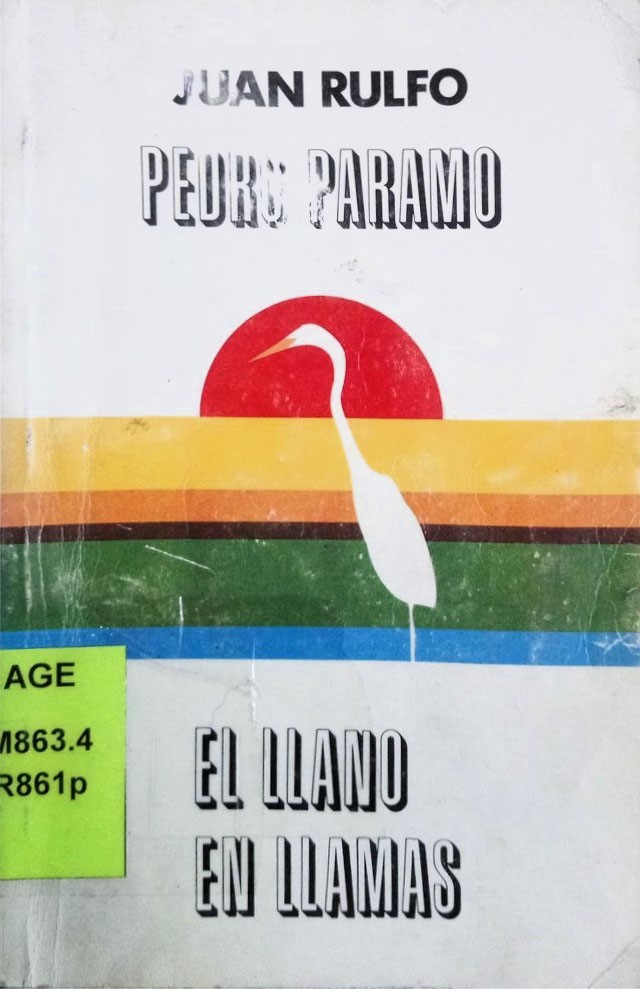 JUAN RULFO
PEDRO PARAMO
AGE
M863.4
R861p
EL LLANO
EN LLAMAS